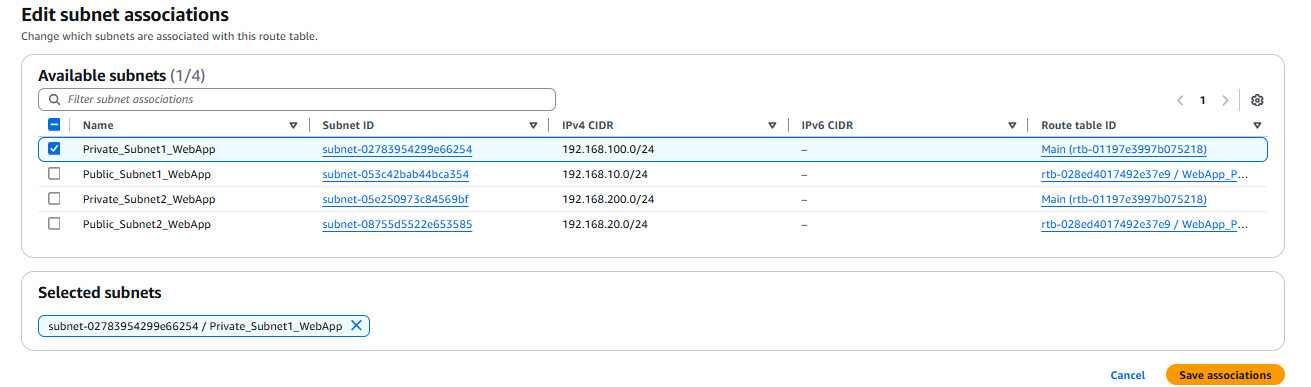 Edit subnet associations
Change which subnets are associated with this route table.
Available subnets (1/4)
Filter subnet associations
1
Name Subnet ID IPv4 CIDR IPv6 CIDR Route table ID
Private_Subnet1_WebApp subnet-02783954299e66254 192.168.100.0/24 – Main (rtb-01197e3997b075218)
Public_Subnet1_WebApp subnet-053c42bab44bca354 192.168.10.0/24 – rtb-028ed4017492e37e9 / WebApp_P...
Private_Subnet2_WebApp subnet-05e250973c84569bf 192.168.200.0/24 – Main (rtb-01197e3997b075218)
Public_Subnet2_WebApp subnet-08755d5522e653585 192.168.20.0/24 – rtb-028ed4017492e37e9 / WebApp_P...
Selected subnets
subnet-02783954299e66254 / Private_Subnet1_WebApp
Cancel Save associations